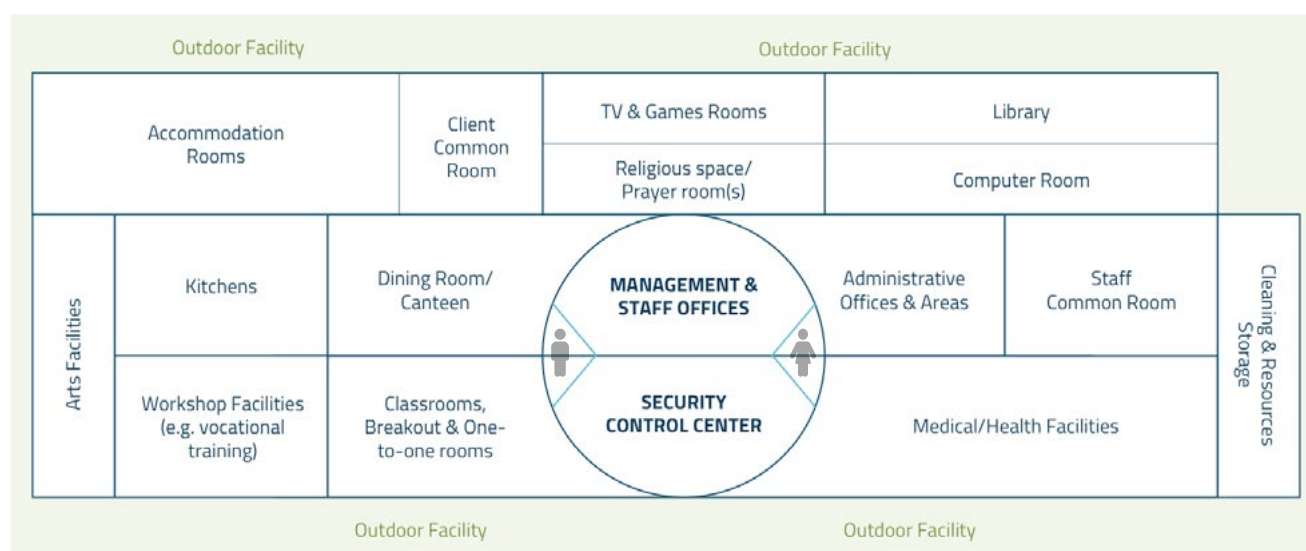 Outdoor Facility
Outdoor Facility
Accommodation
Rooms
Client
Common
Room
TV & Games Rooms
Library
Religious space/
Prayer room(s)
Computer Room
Arts Facilities
Kitchens
Dining Room/
Canteen
MANAGEMENT &
STAFF OFFICES
Administrative
Offices & Areas
Staff
Common Room
Cleaning & Resources
Storage
Workshop Facilities
(e.g. vocational
training)
Classrooms,
Breakout & One-
to-one rooms
SECURITY
CONTROL CENTER
Medical/Health Facilities
Outdoor Facility
Outdoor Facility